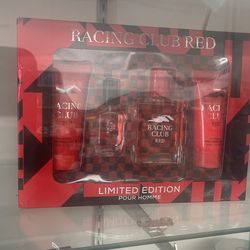 RACING CLUB RED
RACING
CLUB
RACING
CLUB
RED
RACING
CLUB
LIMITED EDITION
POUR HOMME